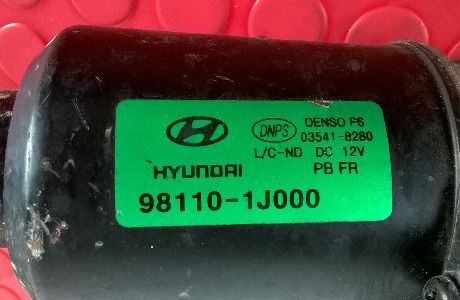 DNPS DENSO PS
03541-8280
L/C-ND DC 12V
HYUNDAI PB FR
98110-1J000